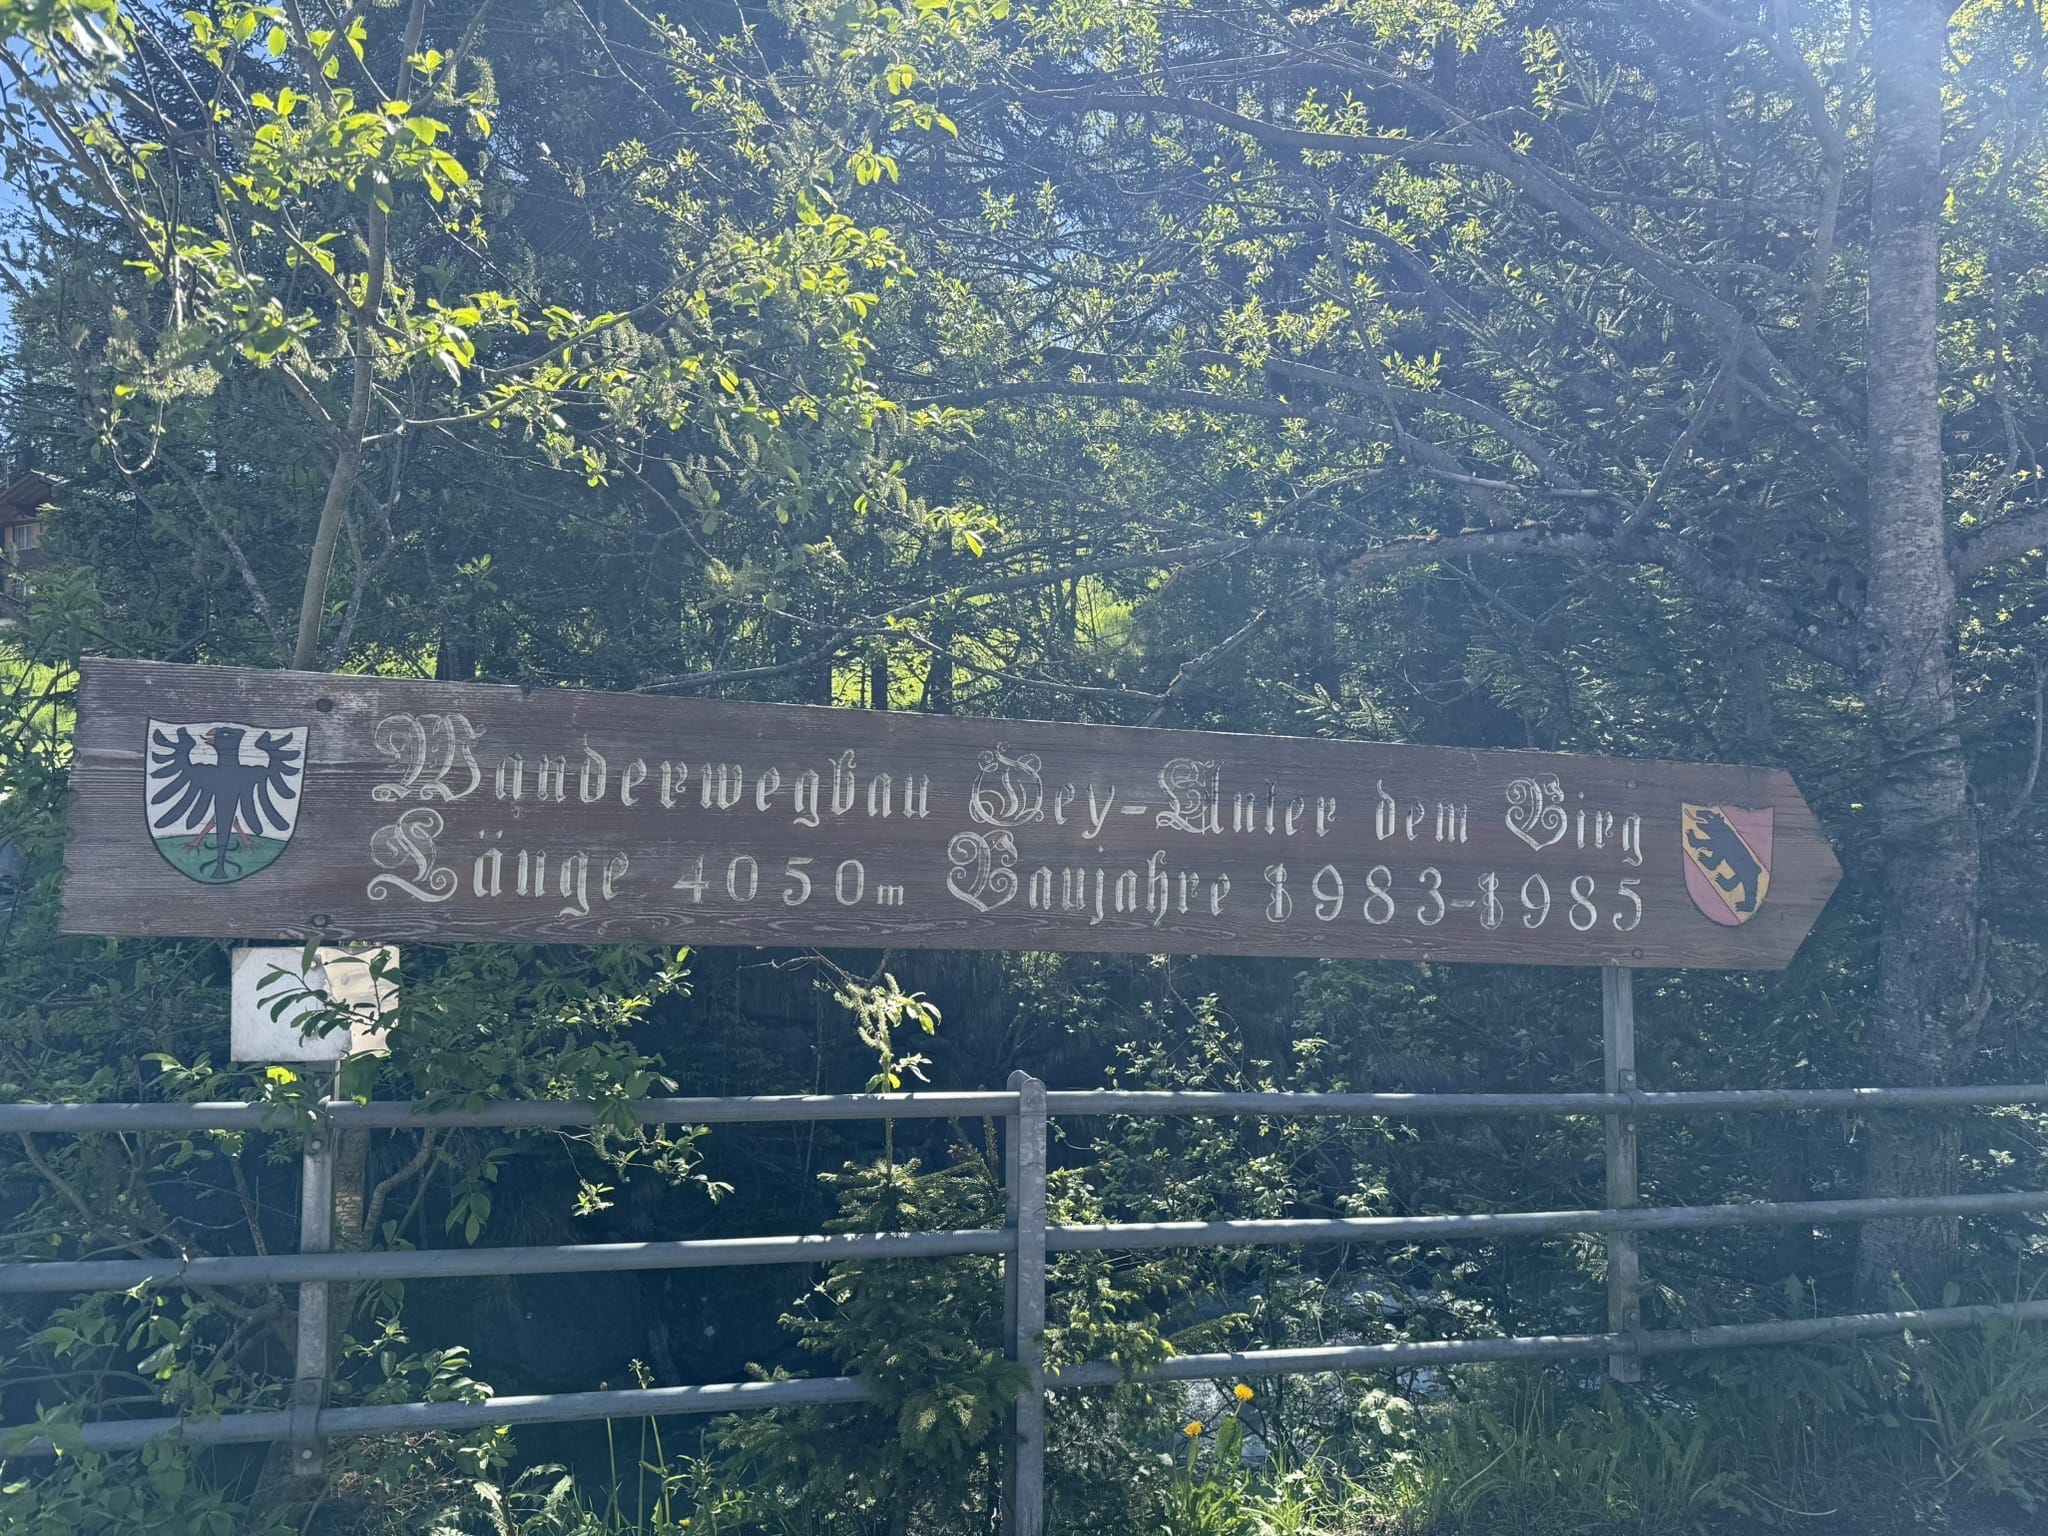 Wanderwegbau Oey-Unter dem Birg
Länge 4050m Baujahre 1983-1985